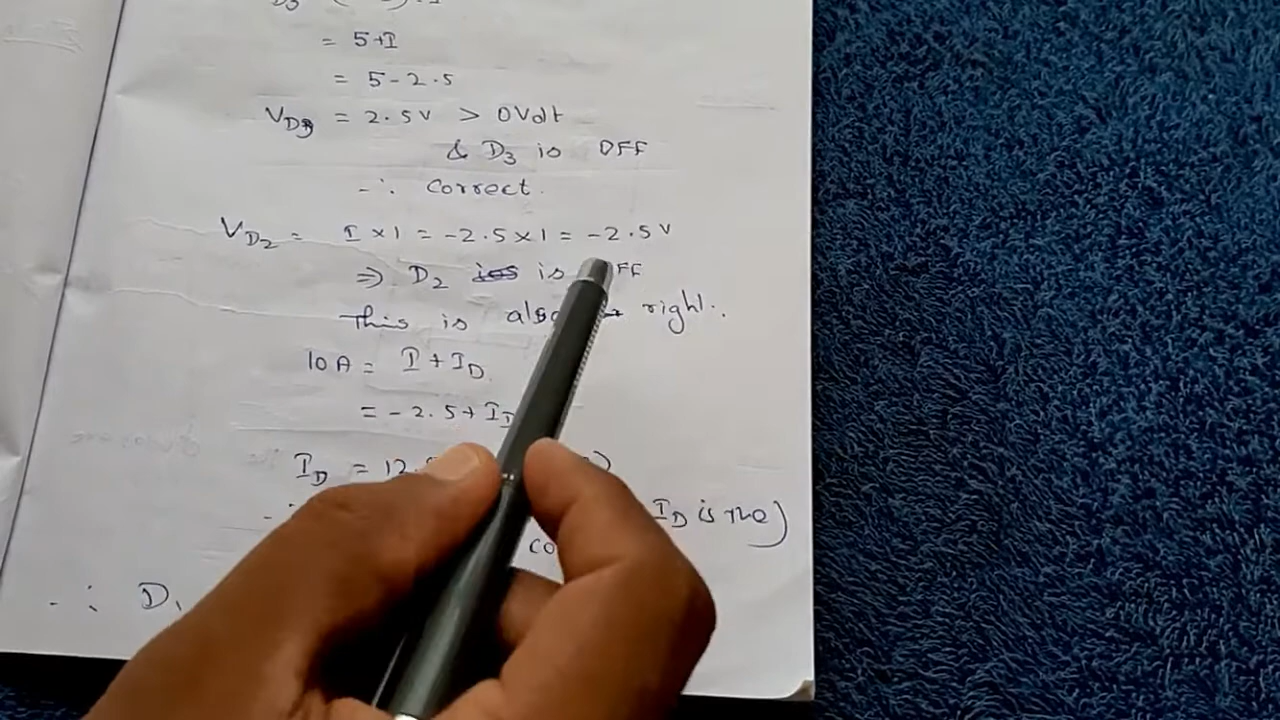 = 5+I
= 5-2.5
VD3 = 2.5V > 0Volt
& D3 is OFF
∴ correct.
VD2 = I×1 = -2.5×1 = -2.5V
⇒ D2 is
This is also right.
10A = I+ID
= -2.5+I
ID = 12.
ID is the)
∴ D1